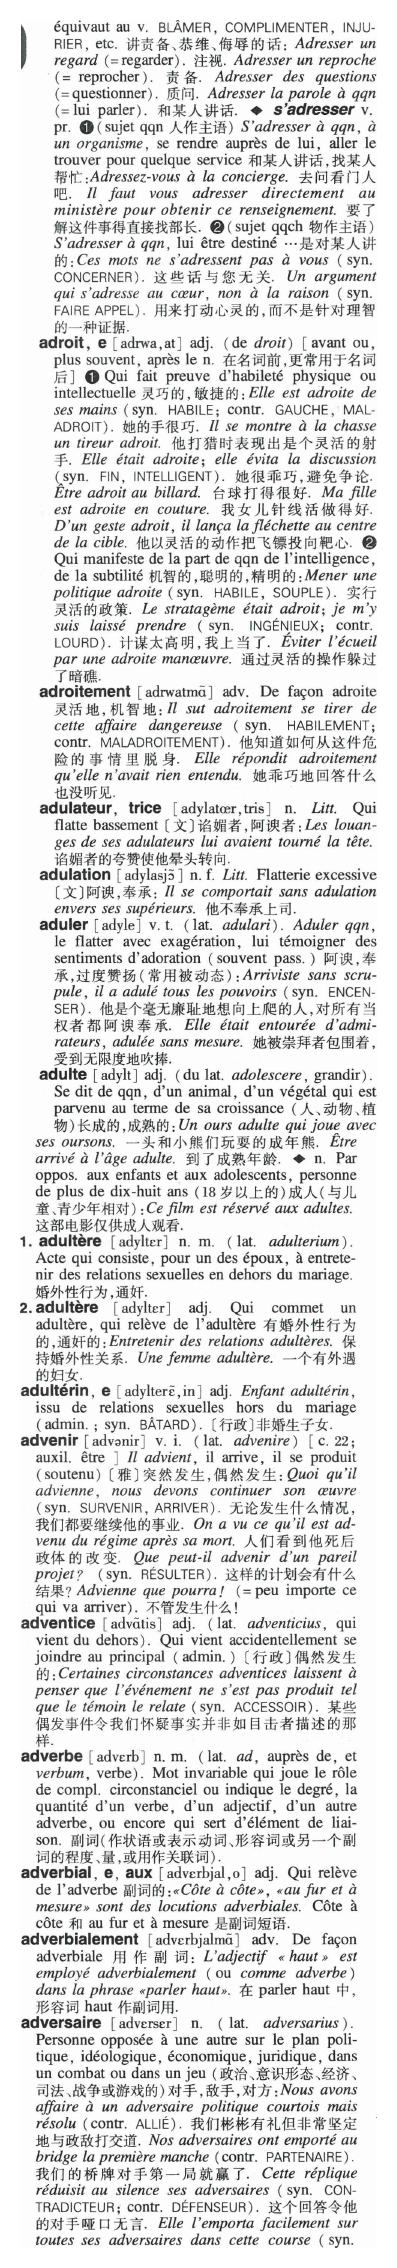 équivaut au v. BLÂMER, COMPLIMENTER, INJU-
RIER, etc. 讲责备、恭维、侮辱的话: Adresser un
regard (=regarder). 注视. Adresser un reproche
(= reprocher). 责备. Adresser des questions
(=questionner). 质问. Adresser la parole à qqn
(=lui parler). 和某人讲话. ◆ s'adresser v.
pr. ❶(sujet qqn 人作主语) S'adresser à qqn, à
un organisme, se rendre auprès de lui, aller le
trouver pour quelque service 和某人讲话,找某人
帮忙:Adressez-vous à la concierge. 去问看门人
吧. Il faut vous adresser directement au
ministère pour obtenir ce renseignement. 要了
解这件事得直接找部长. ❷(sujet qqch 物作主语)
S'adresser à qqn, lui être destiné …是对某人讲
的:Ces mots ne s'adressent pas à vous (syn.
CONCERNER). 这些话与您无关. Un argument
qui s'adresse au cœur, non à la raison (syn.
FAIRE APPEL). 用来打动心灵的,而不是针对理智
的一种证据.
adroit, e [adrwa,at] adj. (de droit) [avant ou,
plus souvent, après le n. 在名词前,更常用于名词
后] ❶ Qui fait preuve d'habileté physique ou
intellectuelle 灵巧的,敏捷的:Elle est adroite de
ses mains (syn. HABILE; contr. GAUCHE, MAL-
ADROIT). 她的手很巧. Il se montre à la chasse
un tireur adroit. 他打猎时表现出是个灵活的射
手. Elle était adroite; elle évita la discussion
(syn. FIN, INTELLIGENT). 她很乖巧,避免争论.
Être adroit au billard. 台球打得很好. Ma fille
est adroite en couture. 我女儿针线活做得好.
D'un geste adroit, il lança la fléchette au centre
de la cible. 他以灵活的动作把飞镖投向靶心. ❷
Qui manifeste de la part de qqn de l'intelligence,
de la subtilité 机智的,聪明的,精明的:Mener une
politique adroite (syn. HABILE, SOUPLE). 实行
灵活的政策. Le stratagème était adroit; je m'y
suis laissé prendre (syn. INGÉNIEUX; contr.
LOURD). 计谋太高明,我上当了. Éviter l'écueil
par une adroite manœuvre. 通过灵活的操作躲过
了暗礁.
adroitement [adrwatmɑ̃] adv. De façon adroite
灵活地,机智地:Il sut adroitement se tirer de
cette affaire dangereuse (syn. HABILEMENT;
contr. MALADROITEMENT). 他知道如何从这件危
险的事情里脱身. Elle répondit adroitement
qu'elle n'avait rien entendu. 她乖巧地回答什么
也没听见.
adulateur, trice [adylatœr,tris] n. Litt. Qui
flatte bassement〔文〕谄媚者,阿谀者:Les louan-
ges de ses adulateurs lui avaient tourné la tête.
谄媚者的夸赞使他晕头转向.
adulation [adylasjɔ̃] n. f. Litt. Flatterie excessive
〔文〕阿谀,奉承: Il se comportait sans adulation
envers ses supérieurs. 他不奉承上司.
aduler [adyle] v. t. (lat. adulari). Aduler qqn,
le flatter avec exagération, lui témoigner des
sentiments d'adoration (souvent pass.) 阿谀,奉
承,过度赞扬(常用被动态):Arriviste sans scru-
pule, il a adulé tous les pouvoirs (syn. ENCEN-
SER). 他是个毫无廉耻地想向上爬的人,对所有当
权者都阿谀奉承. Elle était entourée d'admi-
rateurs, adulée sans mesure. 她被崇拜者包围着,
受到无限度地吹捧.
adulte [adylt] adj. (du lat. adolescere, grandir).
Se dit de qqn, d'un animal, d'un végétal qui est
parvenu au terme de sa croissance (人、动物、植
物)长成的,成熟的:Un ours adulte qui joue avec
ses oursons. 一头和小熊们玩耍的成年熊. Être
arrivé à l'âge adulte. 到了成熟年龄. ◆ n. Par
oppos. aux enfants et aux adolescents, personne
de plus de dix-huit ans (18 岁以上的)成人(与儿
童、青少年相对):Ce film est réservé aux adultes.
这部电影仅供成人观看.
1. adultère [adylter] n. m. (lat. adulterium).
Acte qui consiste, pour un des époux, à entrete-
nir des relations sexuelles en dehors du mariage.
婚外性行为,通奸.
2. adultère [adyltɛr] adj. Qui commet un
adultère, qui relève de l'adultère 有婚外性行为
的,通奸的:Entretenir des relations adultères. 保
持婚外性关系. Une femme adultère. 一个有外遇
的妇女.
adultérin, e [adylterɛ̃,in] adj. Enfant adultérin,
issu de relations sexuelles hors du mariage
(admin.; syn. BÂTARD).〔行政〕非婚生子女.
advenir [advənir] v. i. (lat. advenire) [c. 22;
auxil. être ] Il advient, il arrive, il se produit
(soutenu)〔雅〕突然发生,偶然发生:Quoi qu'il
advienne, nous devons continuer son œuvre
(syn. SURVENIR, ARRIVER). 无论发生什么情况,
我们都要继续他的事业. On a vu ce qu'il est ad-
venu du régime après sa mort. 人们看到他死后
政体的改变. Que peut-il advenir d'un pareil
projet? (syn. RÉSULTER). 这样的计划会有什么
结果? Advienne que pourra! (=peu importe ce
qui va arriver). 不管发生什么!
adventice [advɑ̃tis] adj. (lat. adventicius, qui
vient du dehors). Qui vient accidentellement se
joindre au principal (admin.)〔行政〕偶然发生
的:Certaines circonstances adventices laissent à
penser que l'événement ne s'est pas produit tel
que le témoin le relate (syn. ACCESSOIR). 某些
偶发事件令我们怀疑事实并非如目击者描述的那
样.
adverbe [advɛrb] n. m. (lat. ad, auprès de, et
verbum, verbe). Mot invariable qui joue le rôle
de compl. circonstanciel ou indique le degré, la
quantité d'un verbe, d'un adjectif, d'un autre
adverbe, ou encore qui sert d'élément de liai-
son. 副词(作状语或表示动词、形容词或另一个副
词的程度、量,或用作关联词).
adverbial, e, aux [advɛrbjal,o] adj. Qui relève
de l'adverbe 副词的:«Côte à côte», «au fur et à
mesure» sont des locutions adverbiales. Côte à
côte 和 au fur et à mesure 是副词短语.
adverbialement [advɛrbjalmɑ̃] adv. De façon
adverbiale 用作副词: L'adjectif «haut» est
employé adverbialement (ou comme adverbe)
dans la phrase «parler haut». 在 parler haut 中,
形容词 haut 作副词用.
adversaire [advɛrsɛr] n. (lat. adversarius).
Personne opposée à une autre sur le plan poli-
tique, idéologique, économique, juridique, dans
un combat ou dans un jeu (政治、意识形态、经济、
司法、战争或游戏的)对手,敌手,对方:Nous avons
affaire à un adversaire politique courtois mais
résolu (contr. ALLIÉ). 我们彬彬有礼但非常坚定
地与政敌打交道. Nos adversaires ont emporté au
bridge la première manche (contr. PARTENAIRE).
我们的桥牌对手第一局就赢了. Cette réplique
réduisit au silence ses adversaires (syn. CON-
TRADICTEUR; contr. DÉFENSEUR). 这个回答令他
的对手哑口无言. Elle l'emporta facilement sur
toutes ses adversaires dans cette course (syn.